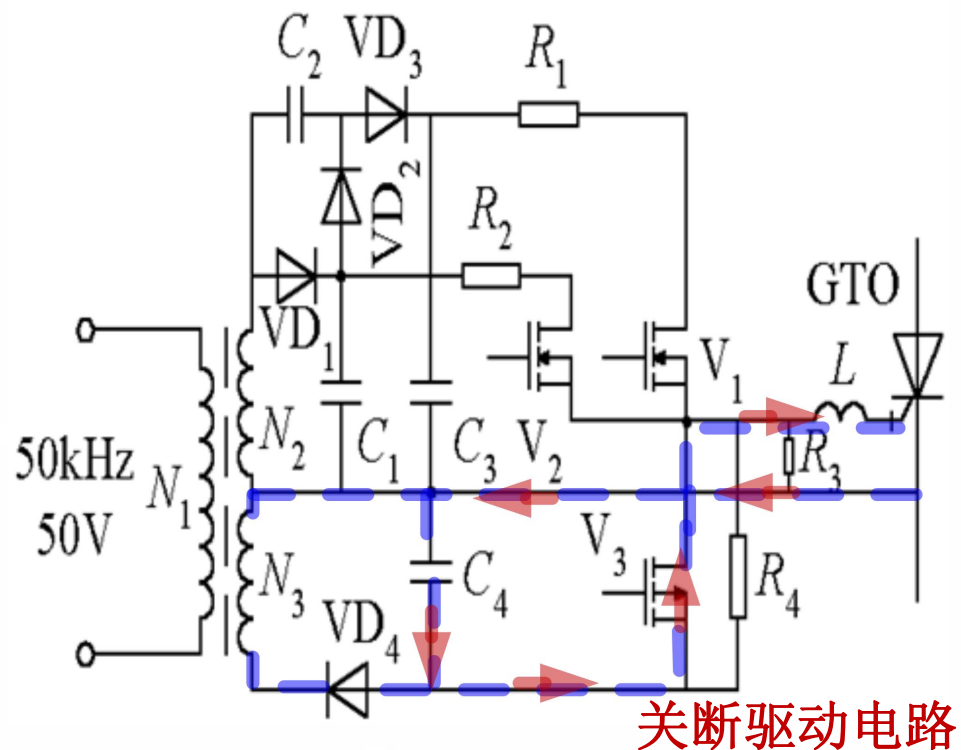 C2 VD3 R1
VD2
R2
GTO
VD1
V1 L
N2 C1 C3 V2 R3
50kHz N1
50V
N3 C4 V3 R4
VD4
关断驱动电路